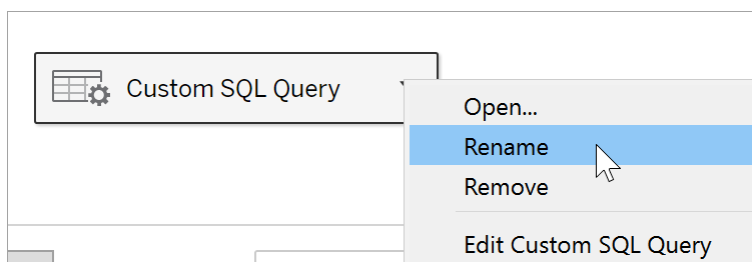 Custom SQL Query
Open...
Rename
Remove
Edit Custom SQL Query